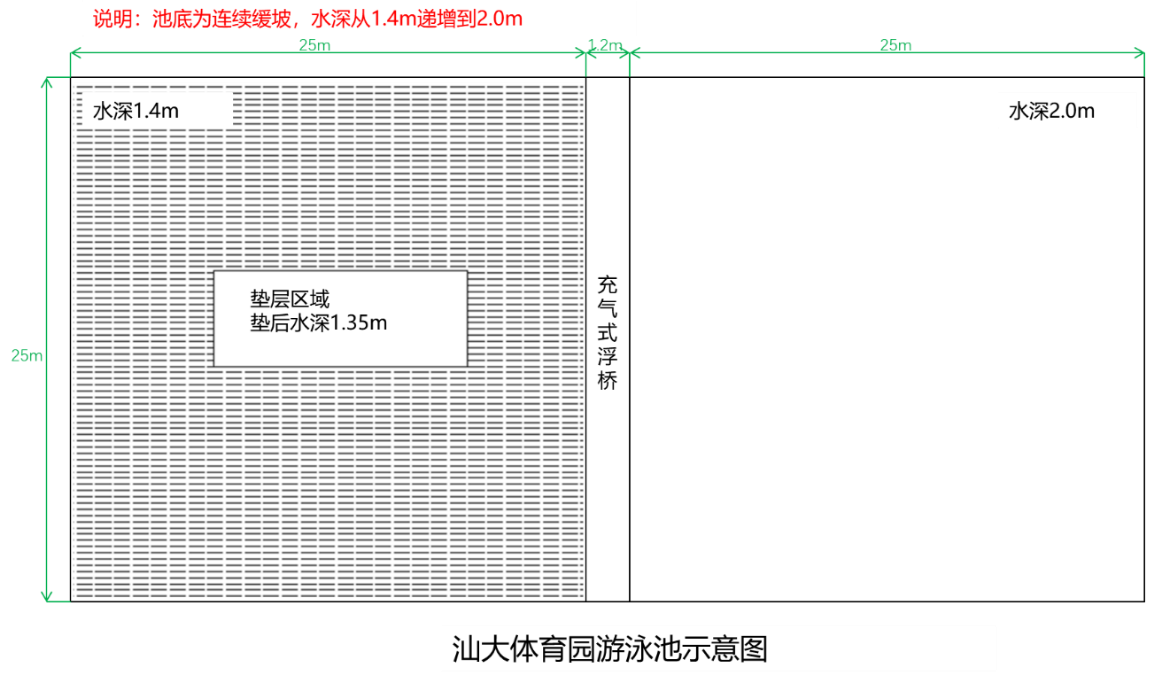 说明：池底为连续缓坡，水深从1.4m递增到2.0m
25m
1.2m
25m
水深1.4m
水深2.0m
垫层区域
垫后水深1.35m
充气式浮桥
25m
汕大体育园游泳池示意图